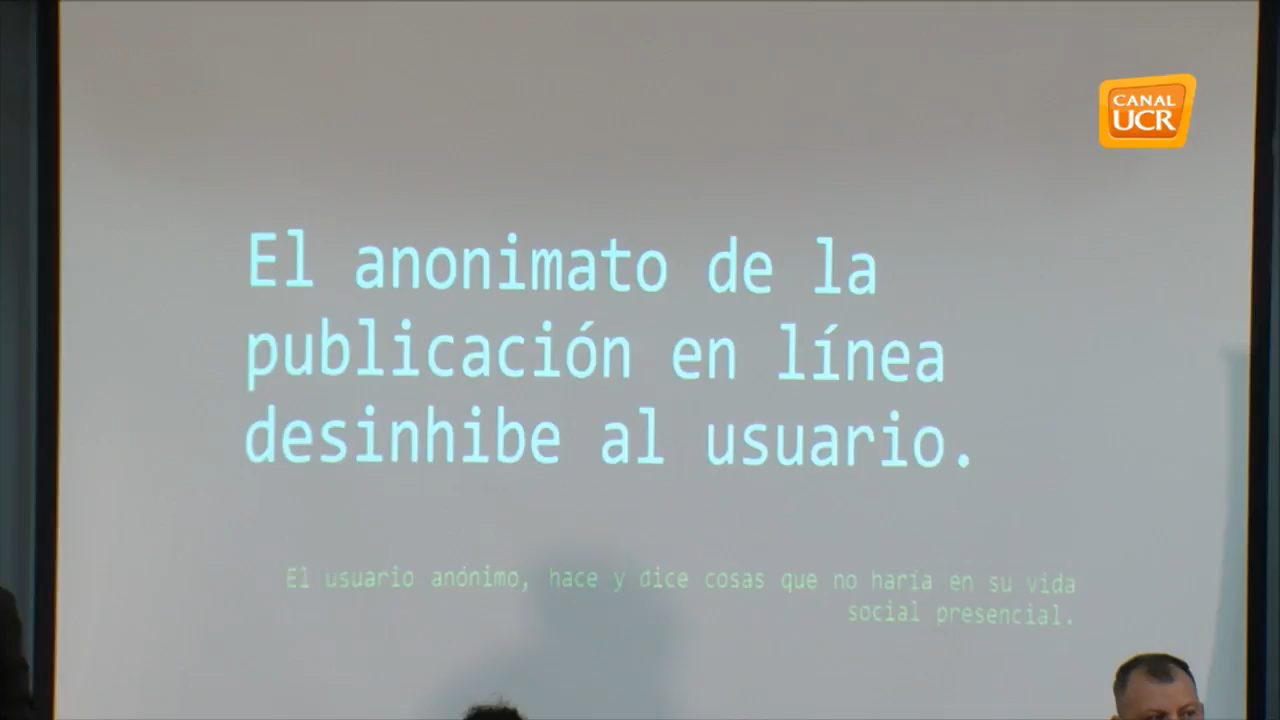 CANAL
UCR
El anonimato de la
publicación en línea
desinhibe al usuario.
El usuario anónimo, hace y dice cosas que no haría en su vida
social presencial.